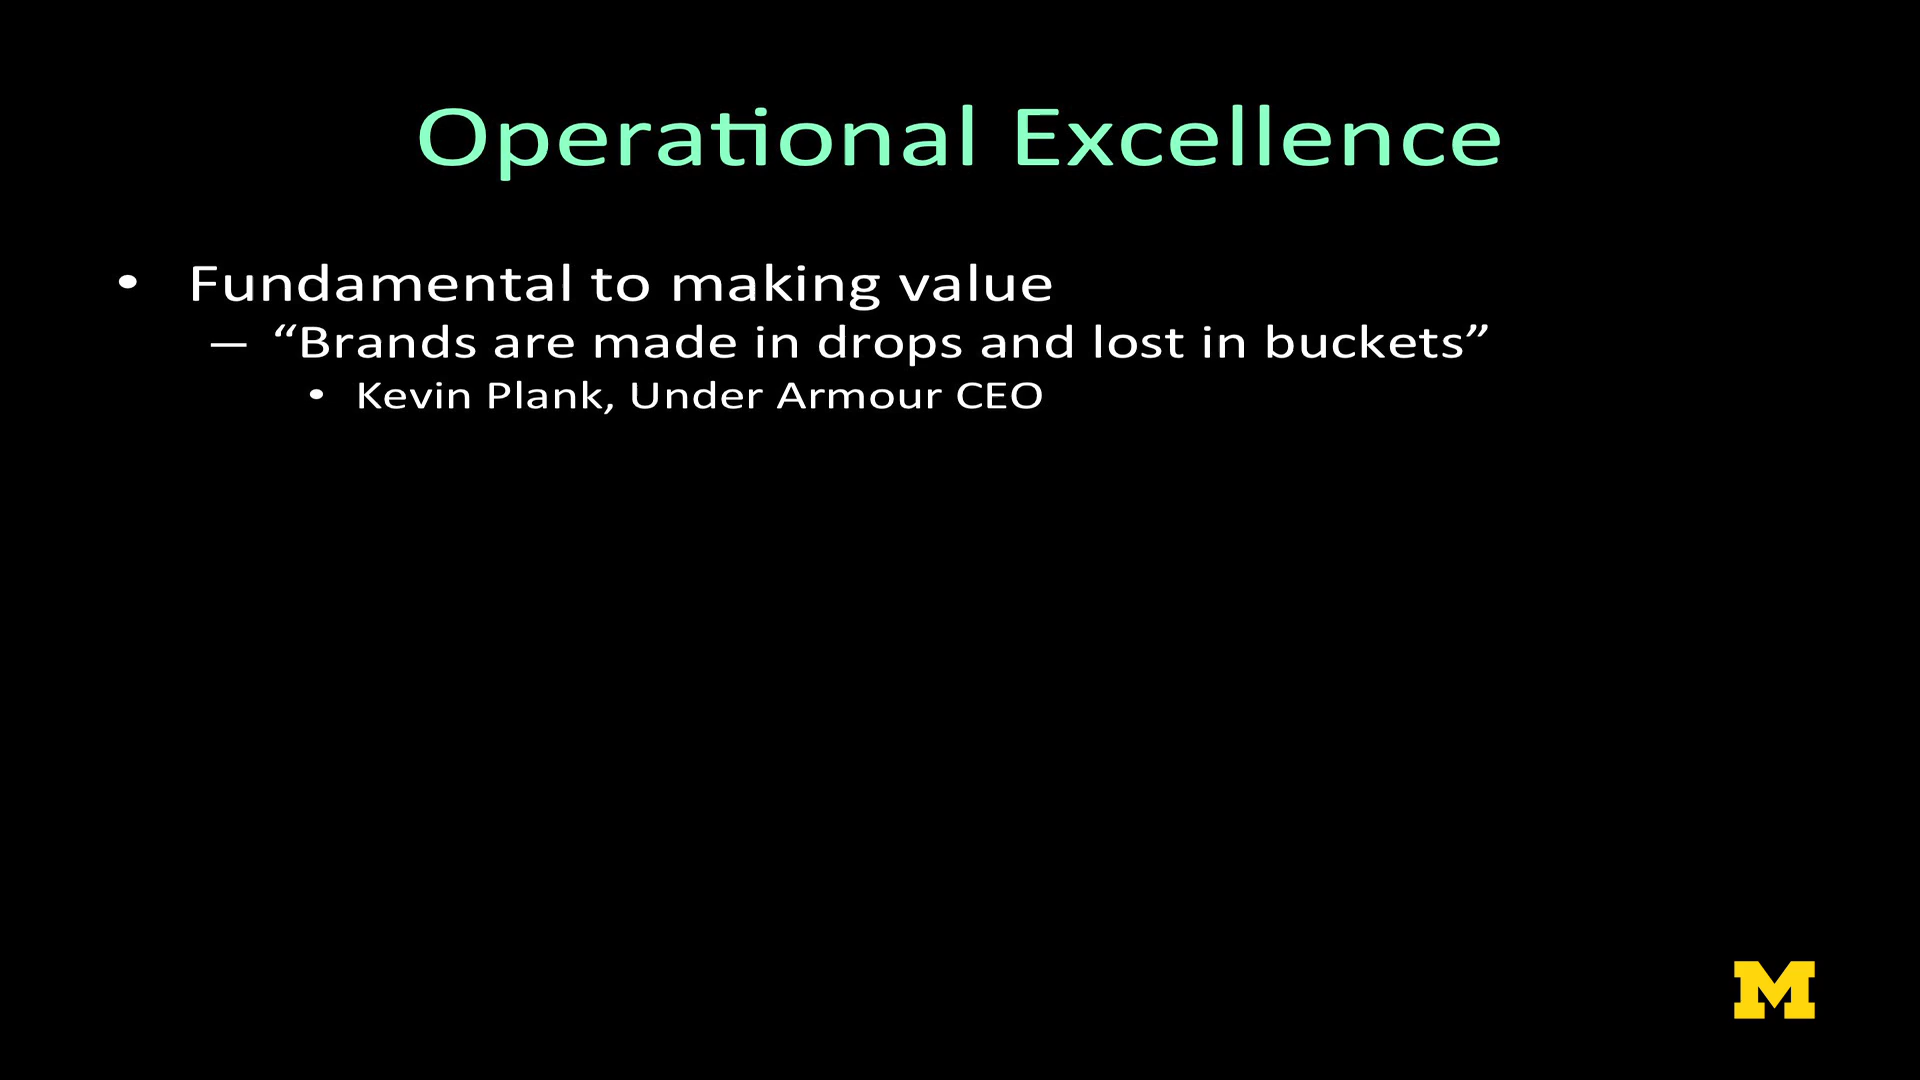 Operational Excellence
• Fundamental to making value
– “Brands are made in drops and lost in buckets”
• Kevin Plank, Under Armour CEO
M